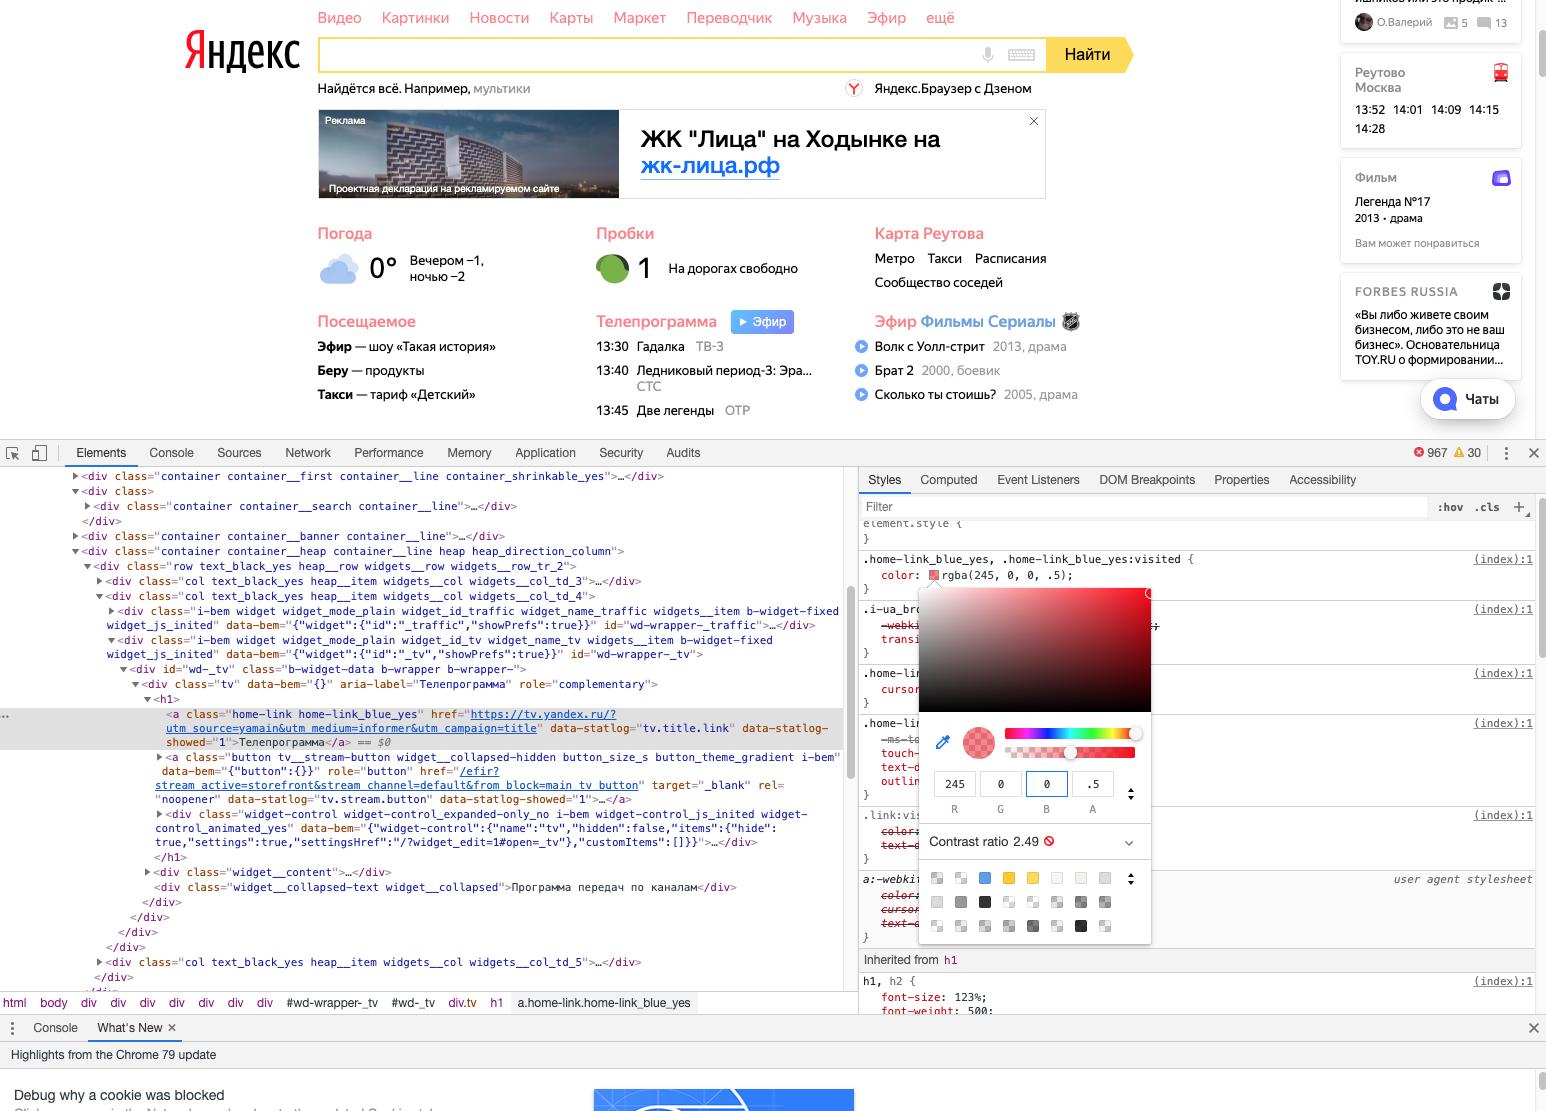 Видео Картинки Новости Карты Маркет Переводчик Музыка Эфир ещё
Яндекс
Найти
Найдётся всё. Например, мультики
Яндекс.Браузер с Дзеном
Реклама
Проектная декларация на рекламируемом сайте
ЖК "Лица" на Ходынке на
жк-лица.рф
Погода
0°
Вечером −1,
ночью −2
Пробки
1 На дорогах свободно
Карта Реутова
Метро Такси Расписания
Сообщество соседей
Посещаемое
Эфир — шоу «Такая история»
Беру — продукты
Такси — тариф «Детский»
Телепрограмма Эфир
13:30 Гадалка ТВ-3
13:40 Ледниковый период-3: Эра...
СТС
13:45 Две легенды ОТР
Эфир Фильмы Сериалы
Волк с Уолл-стрит 2013, драма
Брат 2 2000, боевик
Сколько ты стоишь? 2005, драма
О.Валерий 5 13
Реутово
Москва
13:52 14:01 14:09 14:15
14:28
Фильм
Легенда №17
2013 • драма
Вам может понравиться
FORBES RUSSIA
«Вы либо живете своим
бизнесом, либо это не ваш
бизнес». Основательница
TOY.RU о формировании...
Чаты
Elements Console Sources Network Performance Memory Application Security Audits 967 30
<div class="container container__first container__line container_shrinkable_yes">…</div>
<div class>
<div class="container container__search container__line">…</div>
</div>
<div class="container container__banner container__line">…</div>
<div class="container container__heap container__line heap heap_direction_column">
<div class="row text_black_yes heap__row widgets__row widgets__row_tr_2">
<div class="col text_black_yes heap__item widgets__col widgets__col_td_3">…</div>
<div class="col text_black_yes heap__item widgets__col widgets__col_td_4">
<div class="i-bem widget widget_mode_plain widget_id_traffic widget_name_traffic widgets__item b-widget-fixed
widget_js_inited" data-bem="{"widget":{"id":"_traffic","showPrefs":true}}" id="wd-wrapper-_traffic">…</div>
<div class="i-bem widget widget_mode_plain widget_id_tv widget_name_tv widgets__item b-widget-fixed
widget_js_inited" data-bem="{"widget":{"id":"_tv","showPrefs":true}}" id="wd-wrapper-_tv">
<div id="wd-_tv" class="b-widget-data b-wrapper b-wrapper-">
<div class="tv" data-bem="{}" aria-label="Телепрограмма" role="complementary">
<h1>
… <a class="home-link home-link_blue_yes" href="https://tv.yandex.ru/?
utm_source=yamain&utm_medium=informer&utm_campaign=title" data-statlog="tv.title.link" data-statlog-
showed="1">Телепрограмма</a> == $0
<a class="button tv__stream-button widget__collapsed-hidden button_size_s button_theme_gradient i-bem"
data-bem="{"button":{}}" role="button" href="/efir?
stream_active=storefront&stream_channel=default&from_block=main_tv_button" target="_blank" rel=
"noopener" data-statlog="tv.stream.button" data-statlog-showed="1">…</a>
<div class="widget-control widget-control_expanded-only_no i-bem widget-control_js_inited widget-
control_animated_yes" data-bem="{"widget-control":{"name":"tv","hidden":false,"items":{"hide":
true,"settings":true,"settingsHref":"/?widget_edit=1#open=_tv"},"customItems":[]}}">…</div>
</h1>
<div class="widget__content">…</div>
<div class="widget__collapsed-text widget__collapsed">Программа передач по каналам</div>
</div>
</div>
</div>
</div>
<div class="col text_black_yes heap__item widgets__col widgets__col_td_5">…</div>
</div>
html body div div div div div div div #wd-wrapper-_tv #wd-_tv div.tv h1 a.home-link.home-link_blue_yes
Styles Computed Event Listeners DOM Breakpoints Properties Accessibility
Filter :hov .cls
element.style {
}
.home-link_blue_yes, .home-link_blue_yes:visited { (index):1
color: rgba(245, 0, 0, .5);
}
.i-ua_bro (index):1
-webki
transi
}
.home-l (index):1
cursor
}
.home-li (index):1
-ms-to
touch-
text-d
outlin
}
.link:vis (index):1
color:
text-d
}
a:-webkit user agent stylesheet
color:
cursor
text-d
}
245 0 0 .5
R G B A
Contrast ratio 2.49
Inherited from h1
h1, h2 { (index):1
font-size: 123%;
font-weight: 500;
Console What's New
Highlights from the Chrome 79 update
Debug why a cookie was blocked